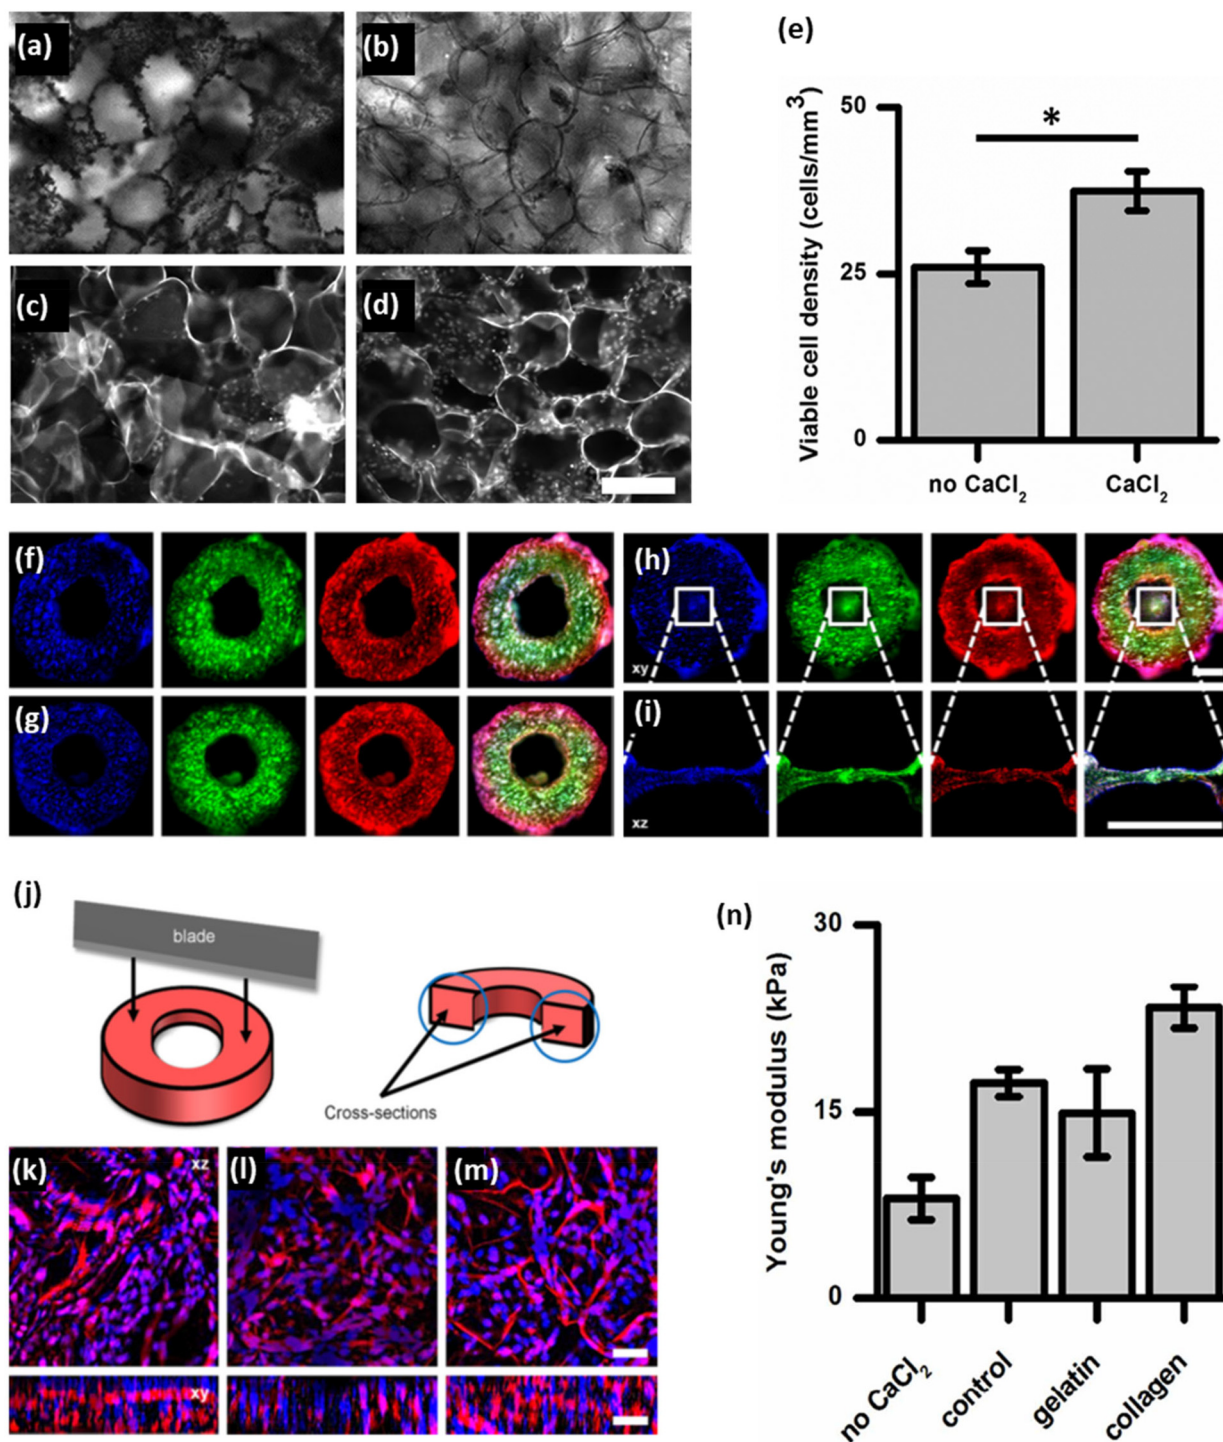 (a)
(b)
(c)
(d)
(e)
Viable cell density (cells/mm³)
50
25
0
*
no CaCl₂
CaCl₂
(f)
(g)
(h)
xy
(i)
xz
(j)
blade
Cross-sections
(k)
xz
(l)
(m)
xy
(n)
Young's modulus (kPa)
30
15
0
no CaCl₂
control
gelatin
collagen